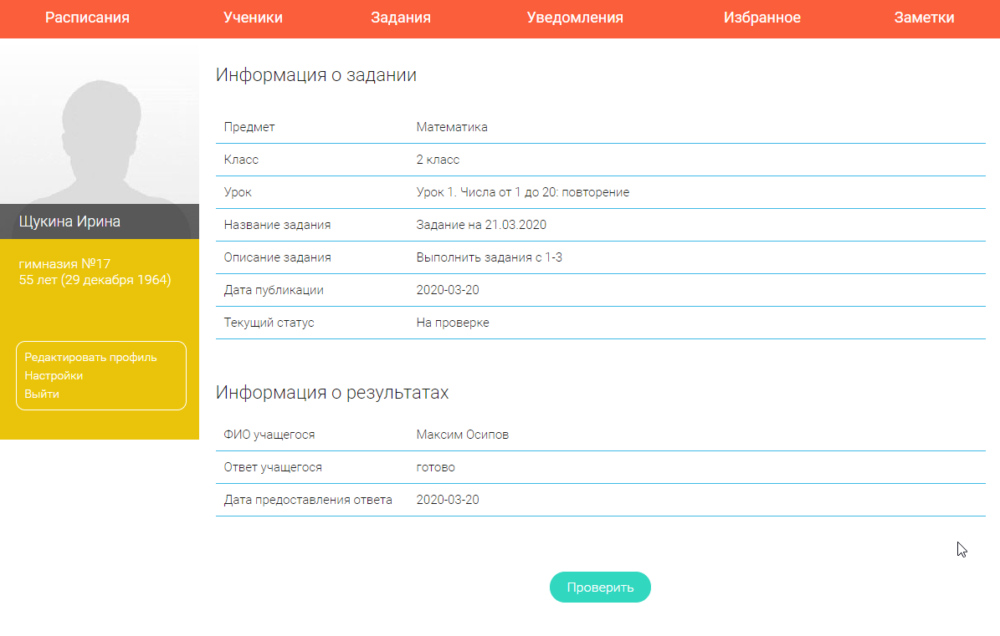 Расписания Ученики Задания Уведомления Избранное Заметки
Щукина Ирина
гимназия №17
55 лет (29 декабря 1964)
Редактировать профиль
Настройки
Выйти
Информация о задании
Предмет Математика
Класс 2 класс
Урок Урок 1. Числа от 1 до 20: повторение
Название задания Задание на 21.03.2020
Описание задания Выполнить задания с 1-3
Дата публикации 2020-03-20
Текущий статус На проверке
Информация о результатах
ФИО учащегося Максим Осипов
Ответ учащегося готово
Дата предоставления ответа 2020-03-20
Проверить